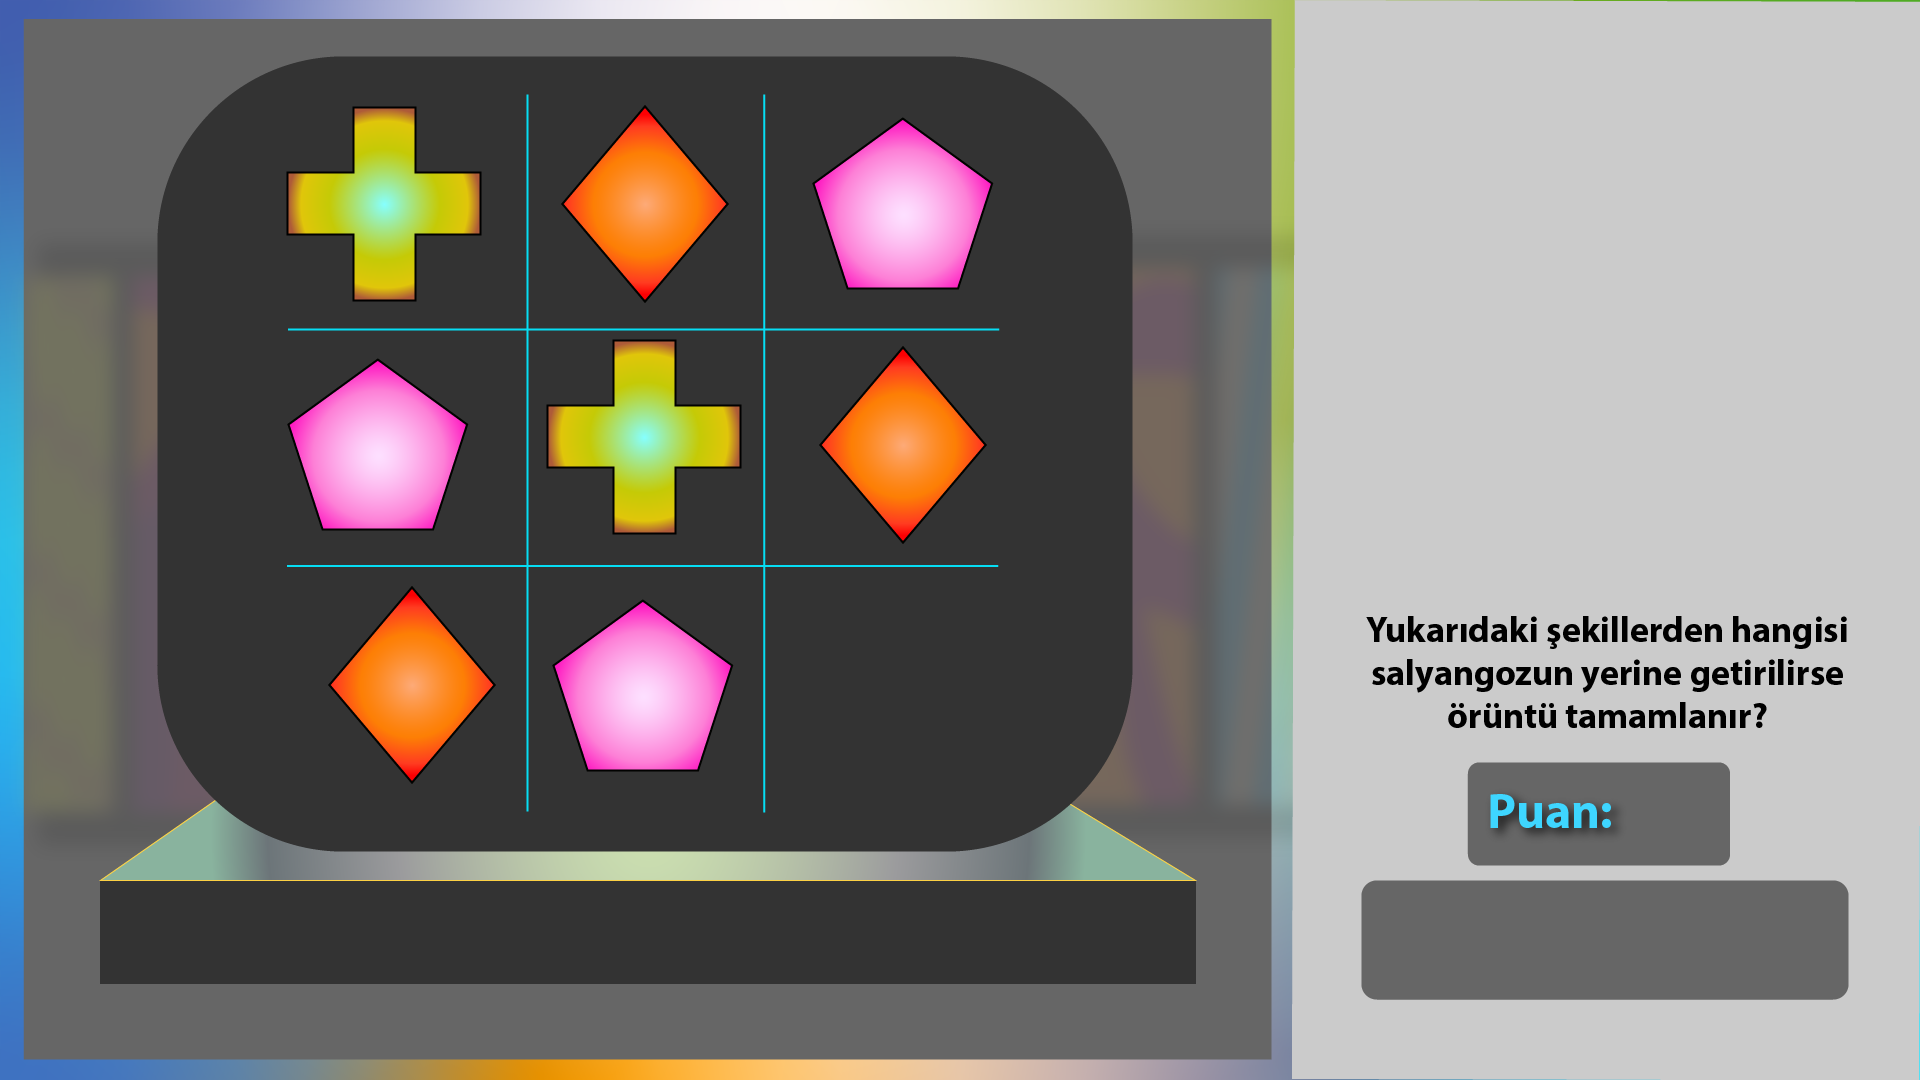 Yukarıdaki şekillerden hangisi
salyangozun yerine getirilirse
örüntü tamamlanır?
Puan: